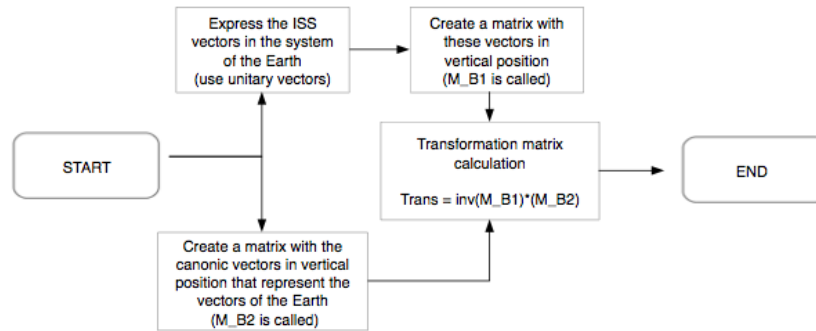 START
Express the ISS
vectors in the system
of the Earth
(use unitary vectors)
Create a matrix with
these vectors in
vertical position
(M_B1 is called)
Create a matrix with the
canonic vectors in vertical
position that represent the
vectors of the Earth
(M_B2 is called)
Transformation matrix
calculation
Trans = inv(M_B1)*(M_B2)
END